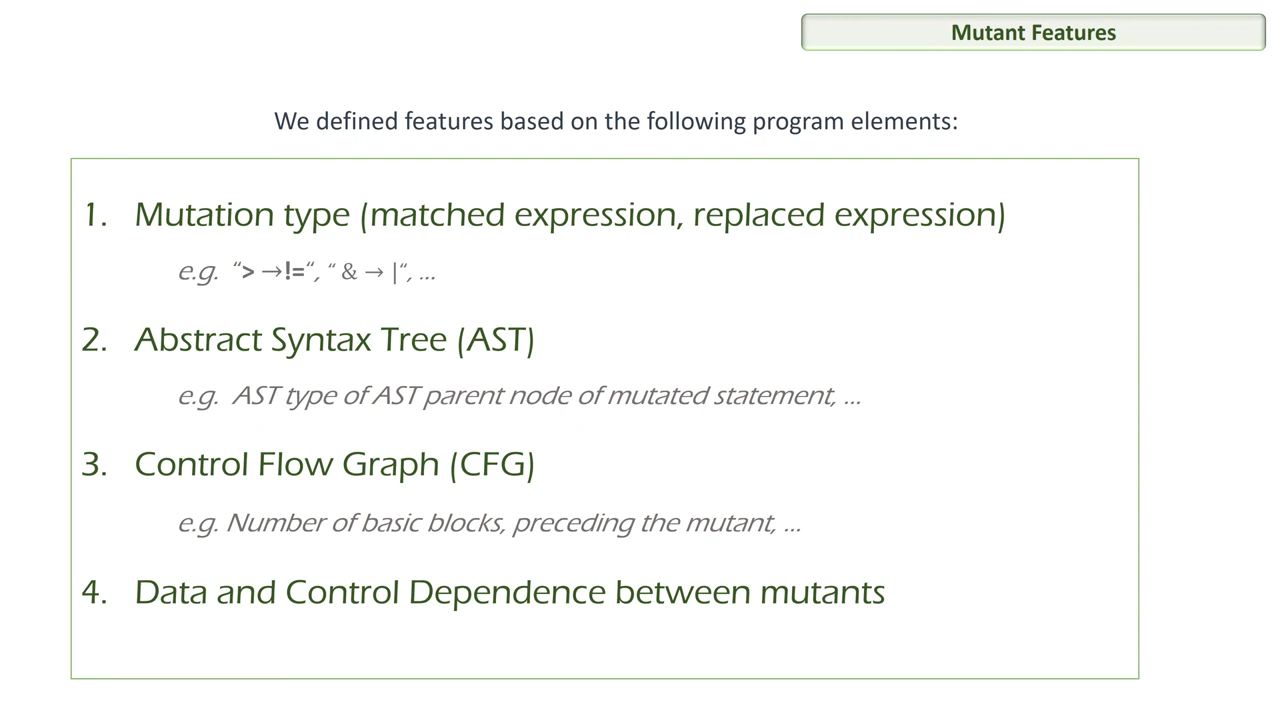 Mutant Features
We defined features based on the following program elements:
1. Mutation type (matched expression, replaced expression)
e.g. “> →!=“, “ & → |“, ...
2. Abstract Syntax Tree (AST)
e.g. AST type of AST parent node of mutated statement, ...
3. Control Flow Graph (CFG)
e.g. Number of basic blocks, preceding the mutant, ...
4. Data and Control Dependence between mutants